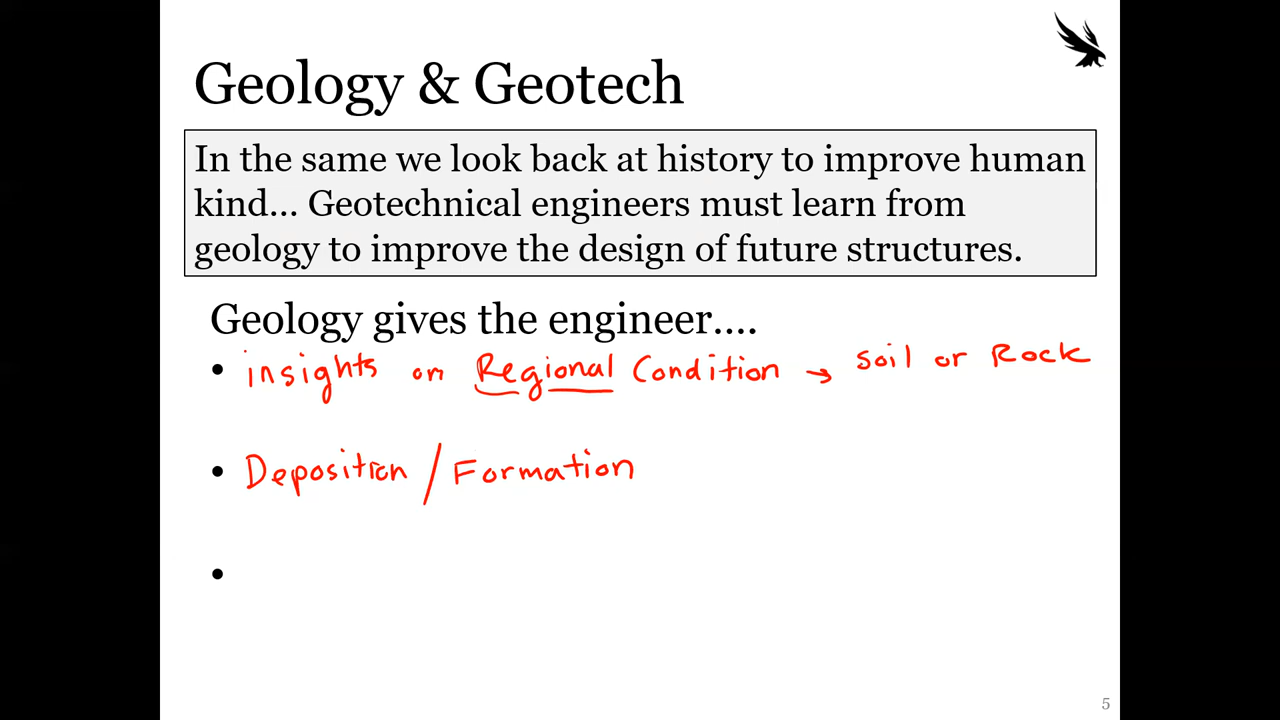 Geology & Geotech
In the same we look back at history to improve human
kind... Geotechnical engineers must learn from
geology to improve the design of future structures.
Geology gives the engineer....
• insights on Regional Condition → soil or Rock
• Deposition / Formation
•
5